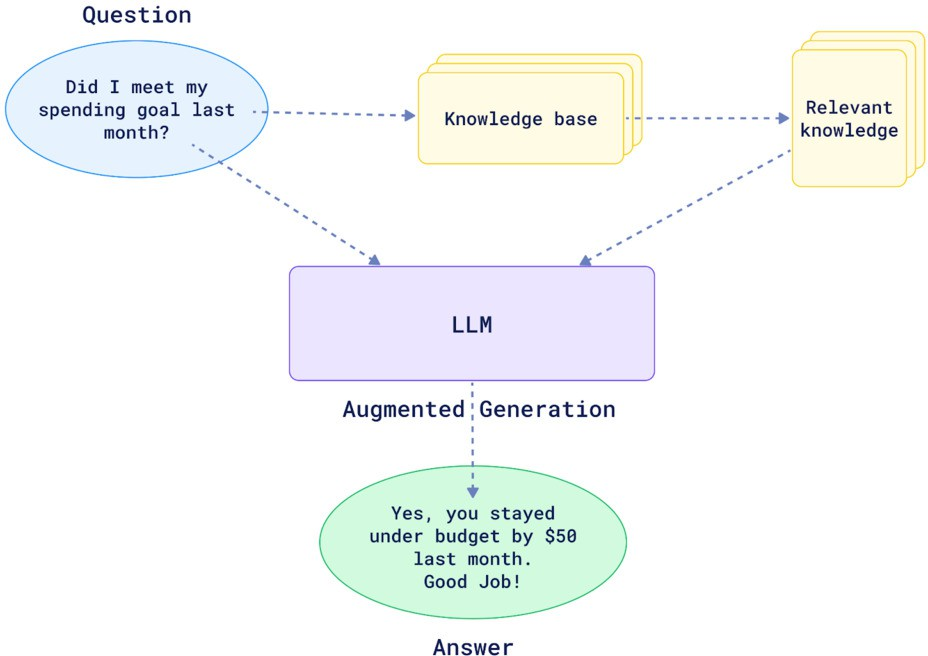 Question
Did I meet my
spending goal last
month?
Knowledge base
Relevant
knowledge
LLM
Augmented Generation
Yes, you stayed
under budget by $50
last month.
Good Job!
Answer